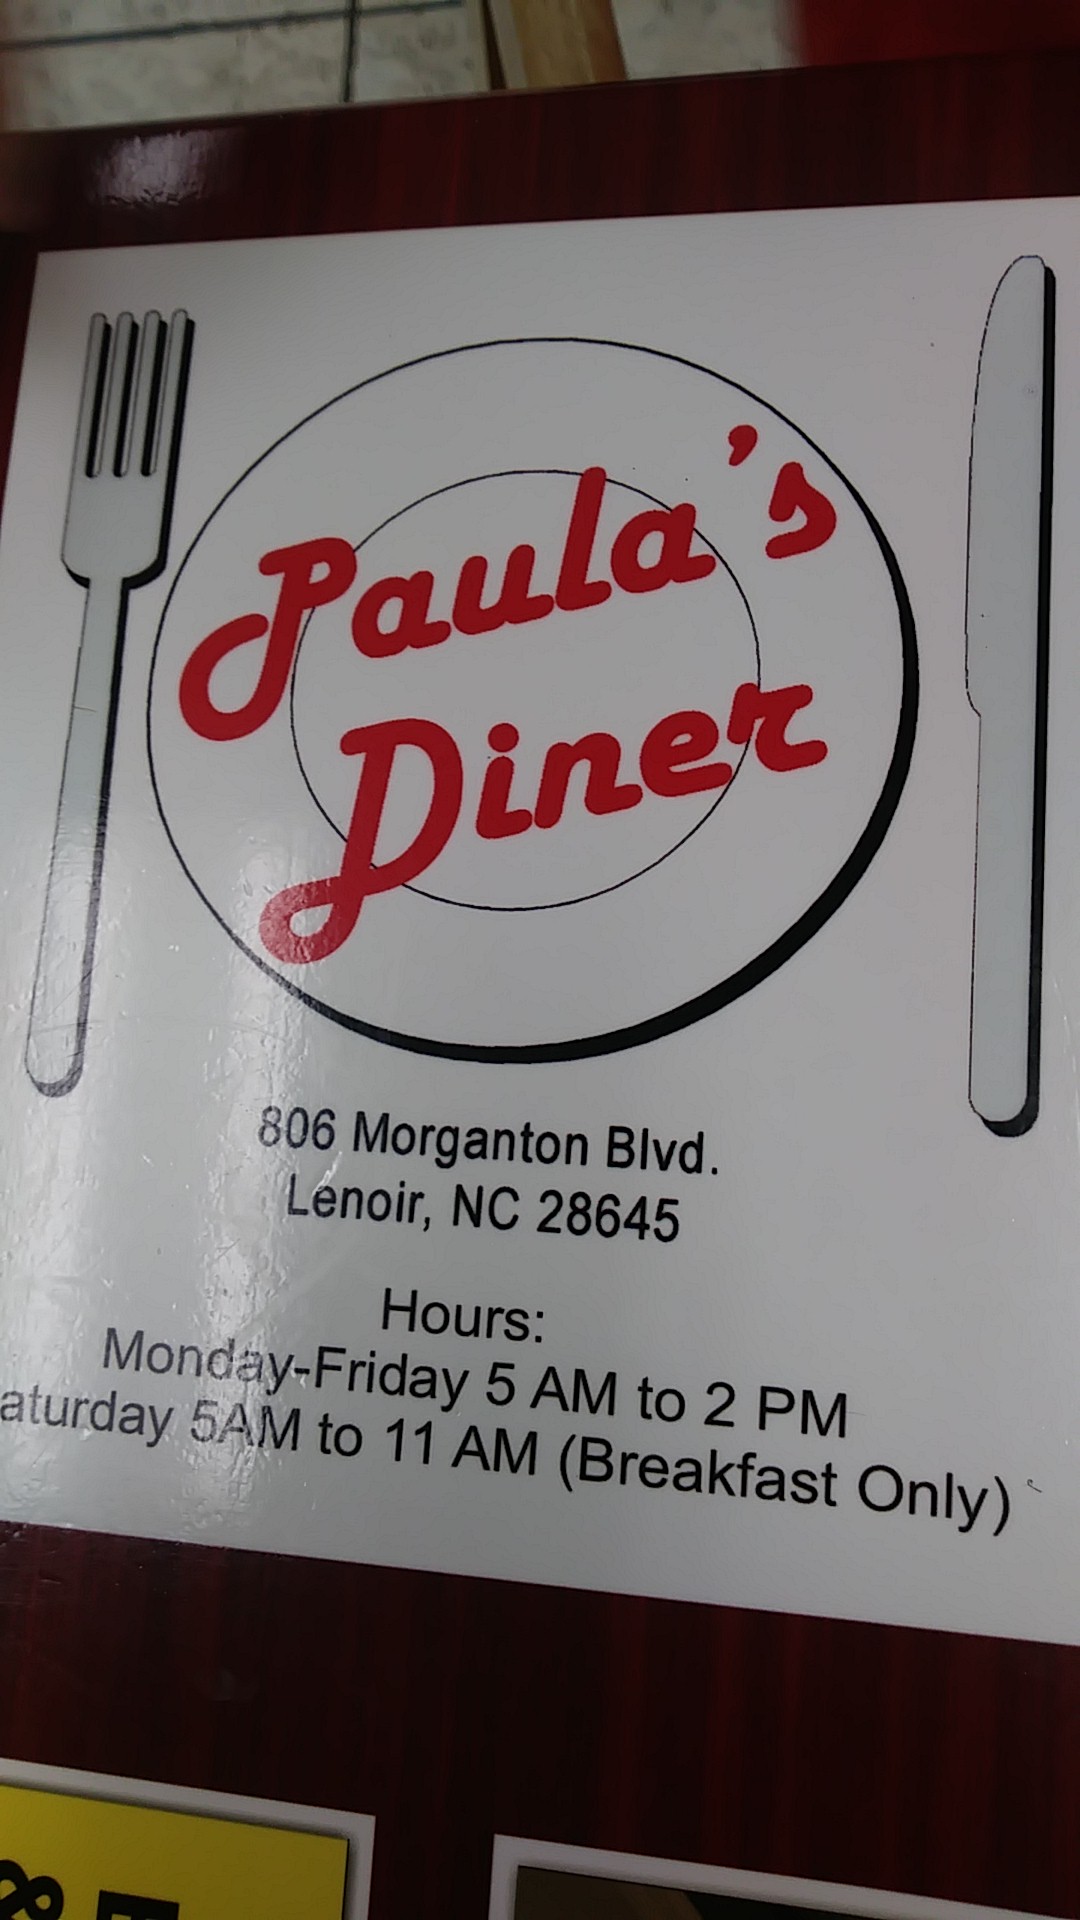 Paula's
Diner
806 Morganton Blvd.
Lenoir, NC 28645
Hours:
Monday-Friday 5 AM to 2 PM
aturday 5AM to 11 AM (Breakfast Only)
&